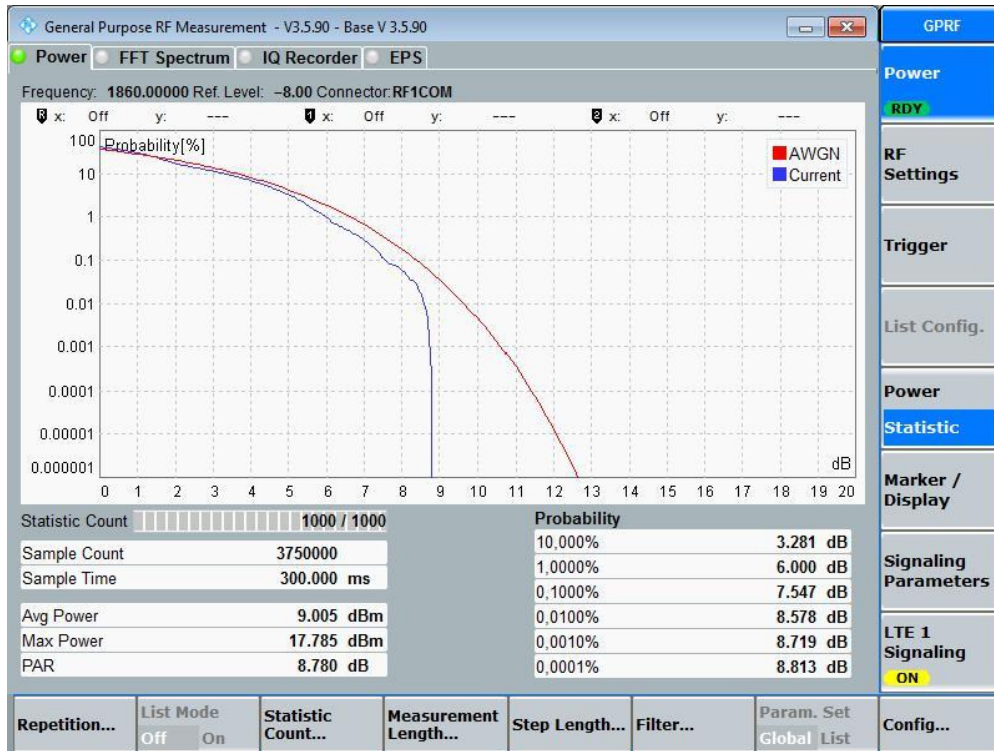 General Purpose RF Measurement - V3.5.90 - Base V 3.5.90
GPRF
Power FFT Spectrum IQ Recorder EPS
Frequency: 1860.00000 Ref. Level: -8.00 Connector:RF1COM
R x: Off y: --- 1 x: Off y: --- 2 x: Off y: ---
Probability[%]
AWGN
Current
100
10
1
0.1
0.01
0.001
0.0001
0.00001
0.000001
dB
0 1 2 3 4 5 6 7 8 9 10 11 12 13 14 15 16 17 18 19 20
Statistic Count 1000 / 1000
Sample Count 3750000
Sample Time 300.000 ms
Avg Power 9.005 dBm
Max Power 17.785 dBm
PAR 8.780 dB
Probability
10,000% 3.281 dB
1,0000% 6.000 dB
0,1000% 7.547 dB
0,0100% 8.578 dB
0,0010% 8.719 dB
0,0001% 8.813 dB
Power
RDY
RF
Settings
Trigger
List Config.
Power
Statistic
Marker /
Display
Signaling
Parameters
LTE 1
Signaling
ON
Repetition...
List Mode
Off On
Statistic
Count...
Measurement
Length...
Step Length...
Filter...
Param. Set
Global List
Config...